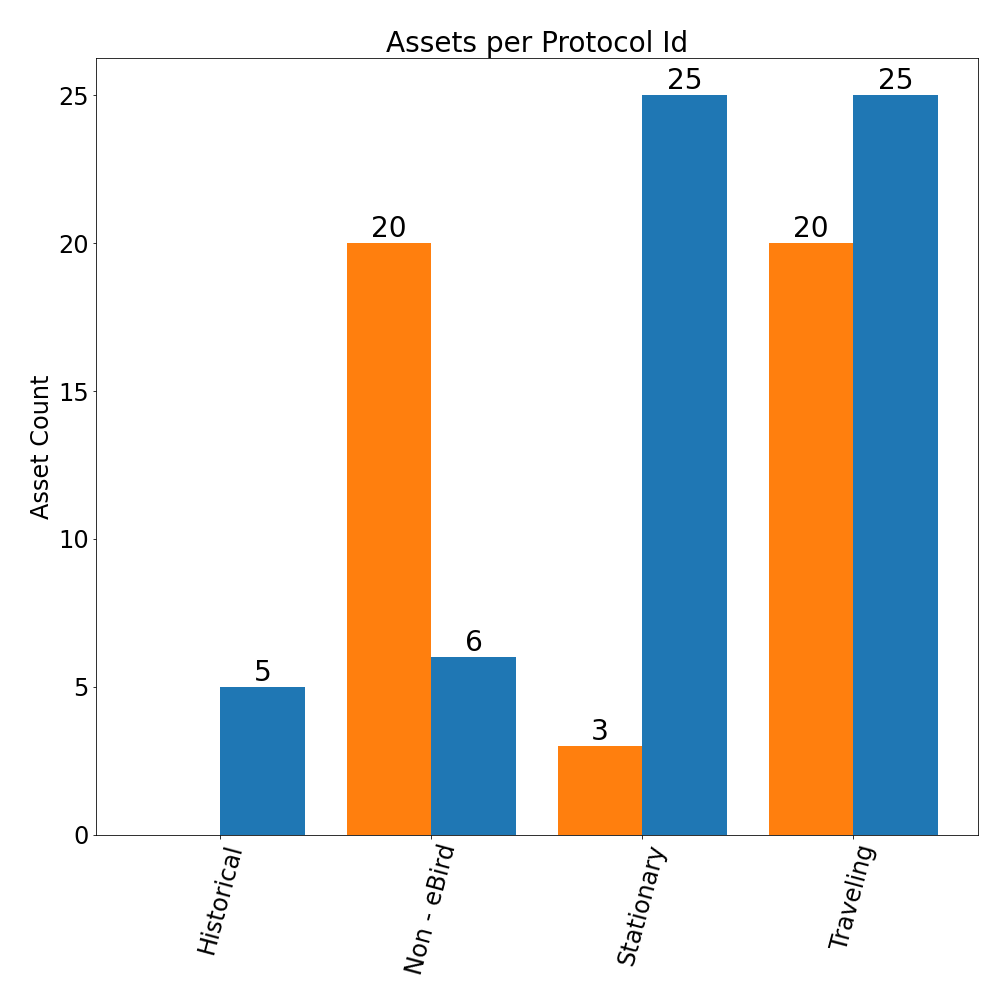 Assets per Protocol Id
25
25
25
20
20
20
15
Asset Count
10
6
5
5
3
0
Historical
Non - eBird
Stationary
Traveling